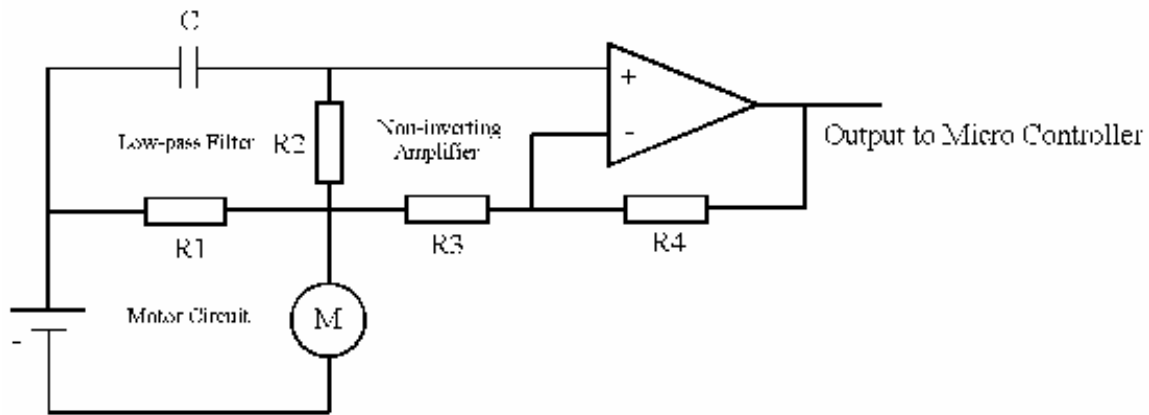 C
+
Low-pass Filter
R2
Non-inverting
Amplifier
-
Output to Micro Controller
R1
R3
R4
Motor Circuit
M
-